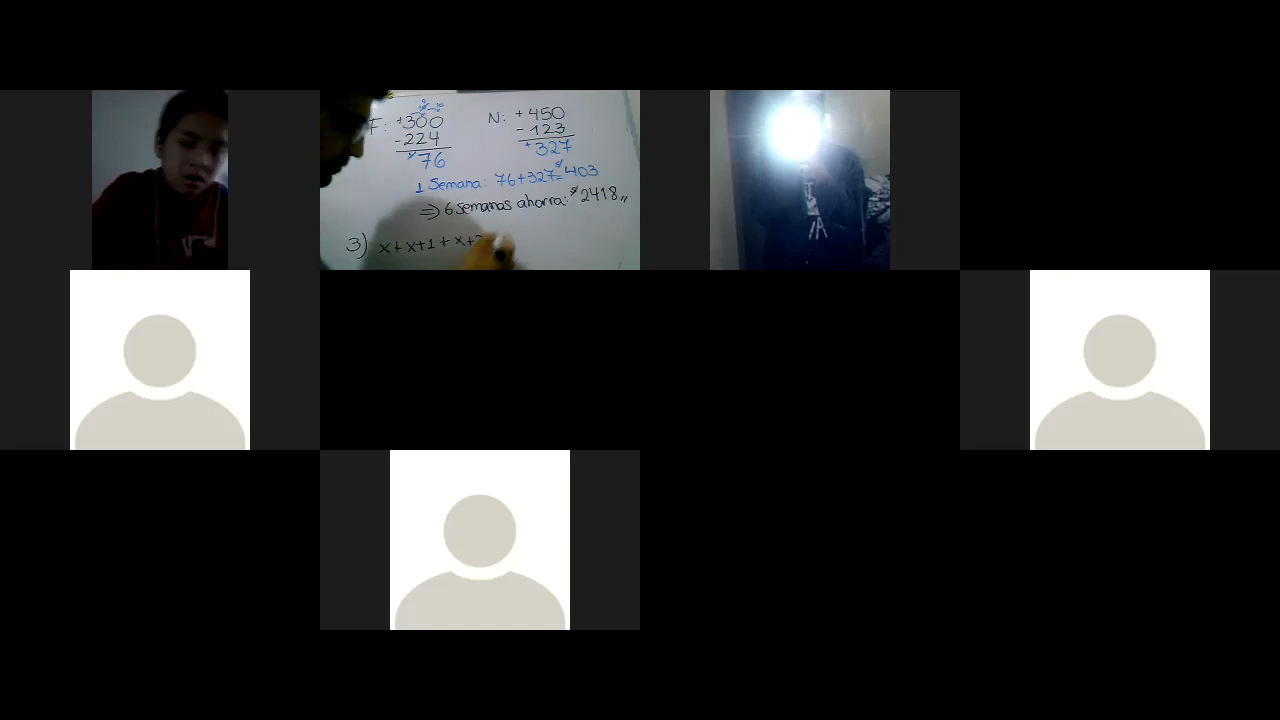 F: +300 N: +450
-224 -123
$76 +327
1 Semana: 76+327=$403
⇒ 6 semanas ahorra: $2418,,
3) x+x+1+x+